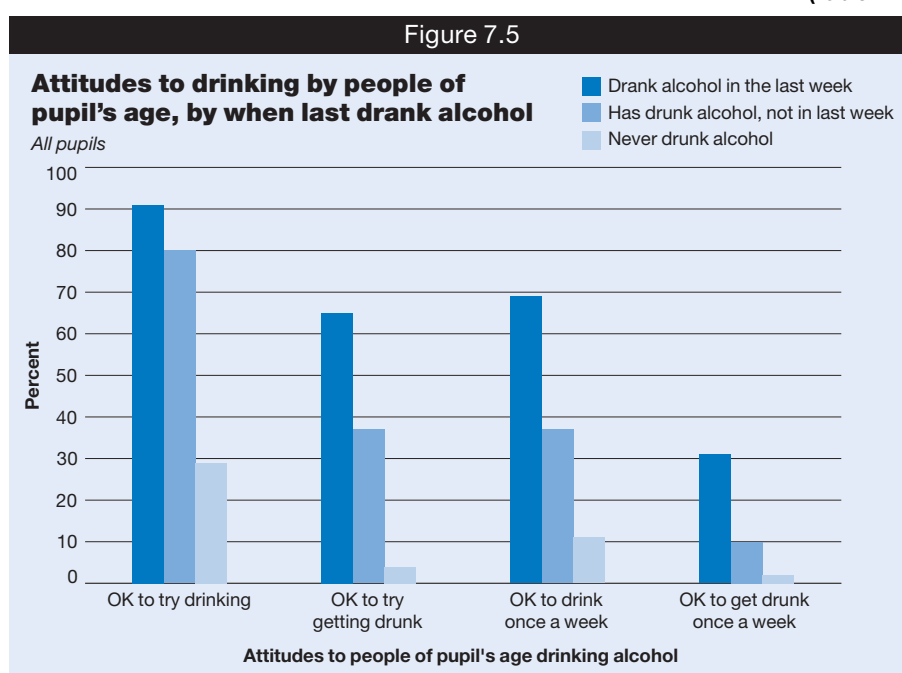 Figure 7.5
Attitudes to drinking by people of
pupil's age, by when last drank alcohol
All pupils
Drank alcohol in the last week
Has drunk alcohol, not in last week
Never drunk alcohol
100
90
80
70
60
50
40
30
20
10
0
Percent
OK to try drinking
OK to try
getting drunk
OK to drink
once a week
OK to get drunk
once a week
Attitudes to people of pupil's age drinking alcohol